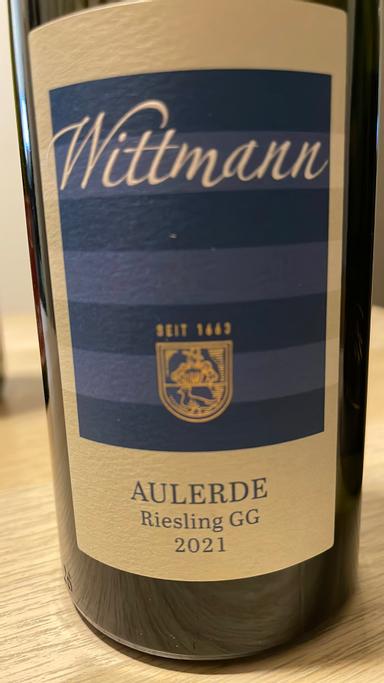 Wittmann
SEIT 1663
AULERDE
Riesling GG
2021